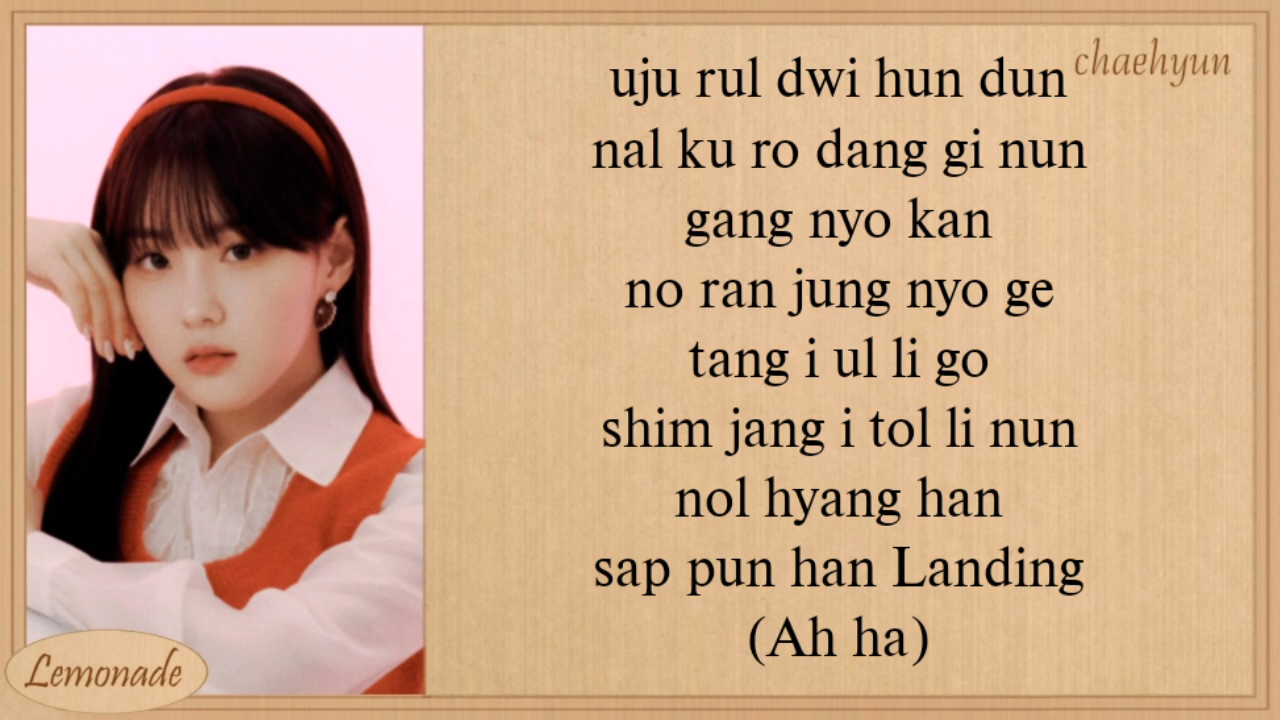 chaehyun
uju rul dwi hun dun
nal ku ro dang gi nun
gang nyo kan
no ran jung nyo ge
tang i ul li go
shim jang i tol li nun
nol hyang han
sap pun han Landing
(Ah ha)
Lemonade